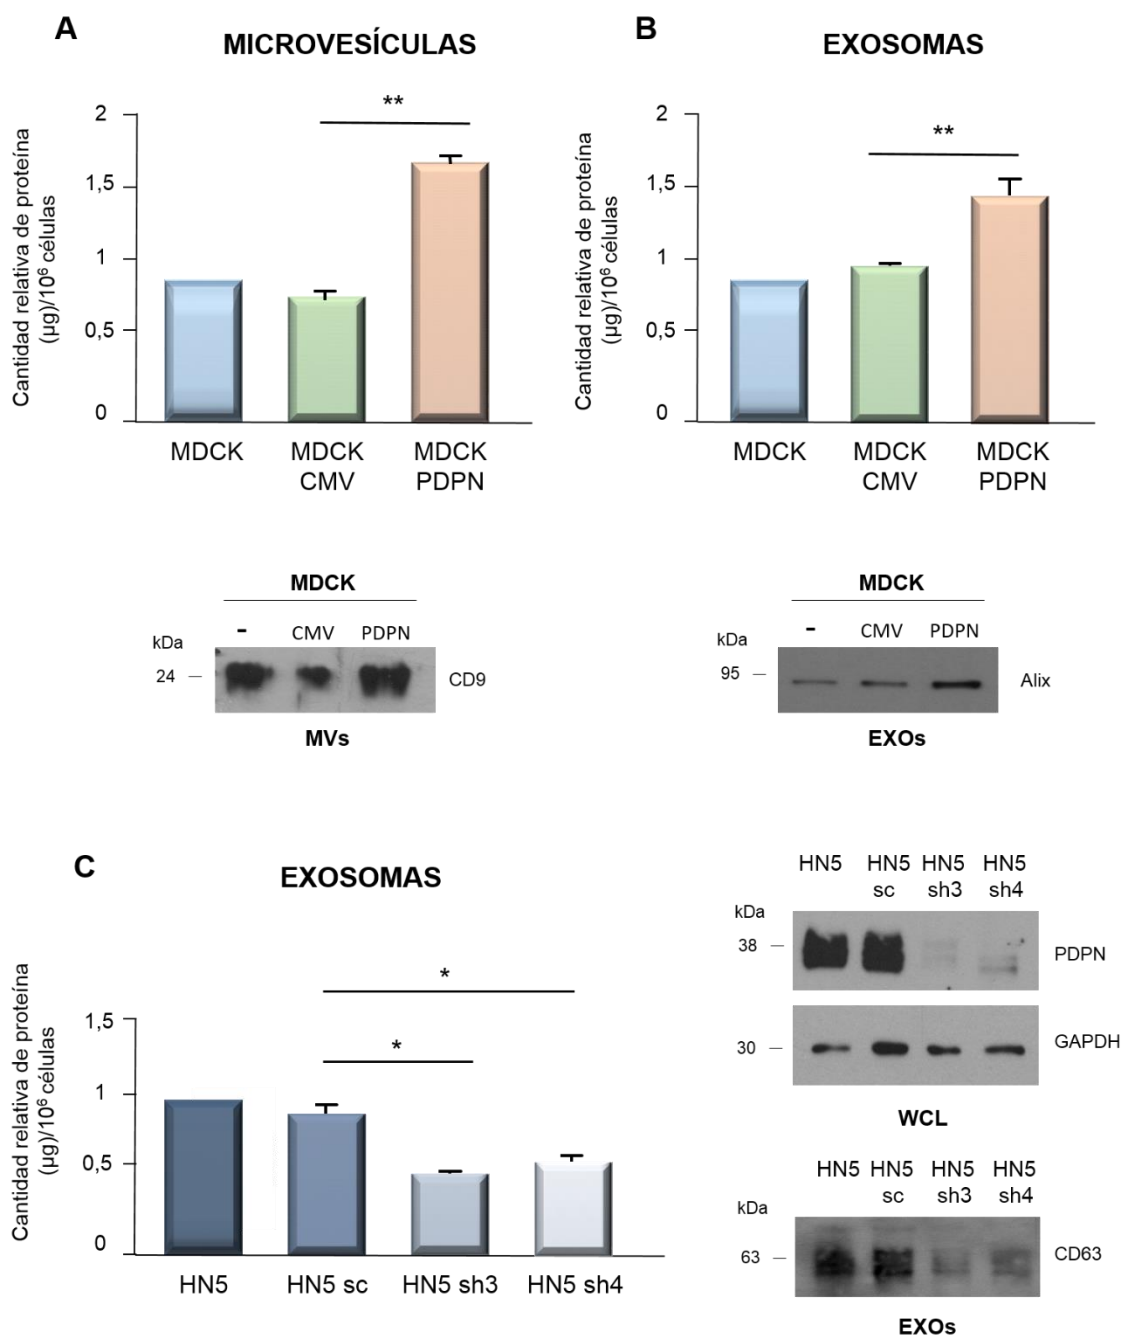 A
MICROVESÍCULAS
**
2
1,5
1
0,5
0
Cantidad relativa de proteína
(µg)/10⁶ células
MDCK
MDCK
CMV
MDCK
PDPN
MDCK
- CMV PDPN
kDa
24
CD9
MVs
B
EXOSOMAS
**
2
1,5
1
0,5
0
Cantidad relativa de proteína
(µg)/10⁶ células
MDCK
MDCK
CMV
MDCK
PDPN
MDCK
- CMV PDPN
kDa
95
Alix
EXOs
C
EXOSOMAS
*
*
1,5
1
0,5
0
Cantidad relativa de proteína
(µg)/10⁶ células
HN5 HN5 sc HN5 sh3 HN5 sh4
HN5 HN5 HN5 HN5
sc sh3 sh4
kDa
38
PDPN
30
GAPDH
WCL
HN5 HN5 HN5 HN5
sc sh3 sh4
kDa
63
CD63
EXOs